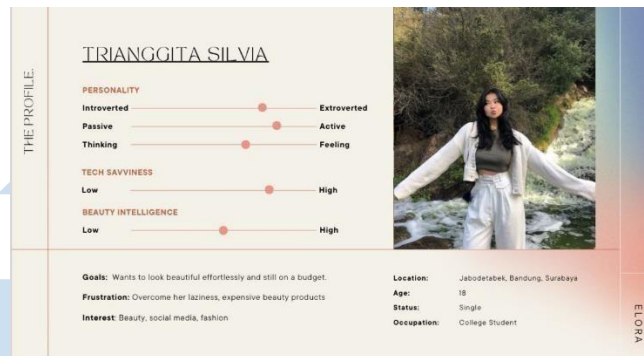 THE PROFILE.
TRIANGGITA SILVIA
PERSONALITY
Introverted Extroverted
Passive Active
Thinking Feeling
TECH SAVVINESS
Low High
BEAUTY INTELLIGENCE
Low High
Goals: Wants to look beautiful effortlessly and still on a budget.
Frustration: Overcome her laziness, expensive beauty products
Interest: Beauty, social media, fashion
Location: Jabodetabek, Bandung, Surabaya
Age: 18
Status: Single
Occupation: College Student
ELORA